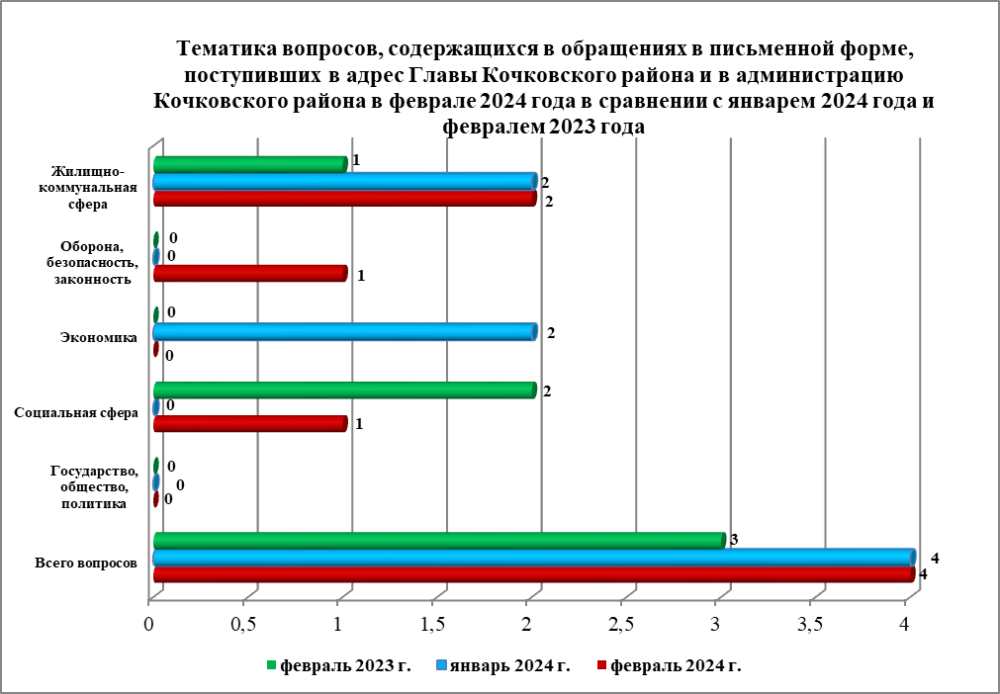 Тематика вопросов, содержащихся в обращениях в письменной форме,
поступивших в адрес Главы Кочковского района и в администрацию
Кочковского района в феврале 2024 года в сравнении с январем 2024 года и
февралем 2023 года
Жилищно-
коммунальная
сфера
1
2
2
Оборона,
безопасность,
законность
0
0
1
Экономика
0
2
0
Социальная сфера
2
0
1
Государство,
общество,
политика
0
0
0
Всего вопросов
3
4
4
0 0,5 1 1,5 2 2,5 3 3,5 4
февраль 2023 г. январь 2024 г. февраль 2024 г.